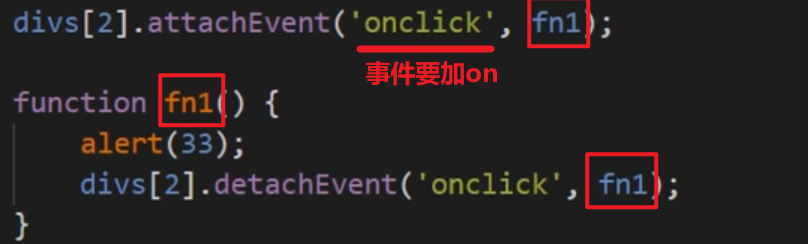 divs[2].attachEvent('onclick', fn1);
事件要加on
function fn1() {
alert(33);
divs[2].detachEvent('onclick', fn1);
}